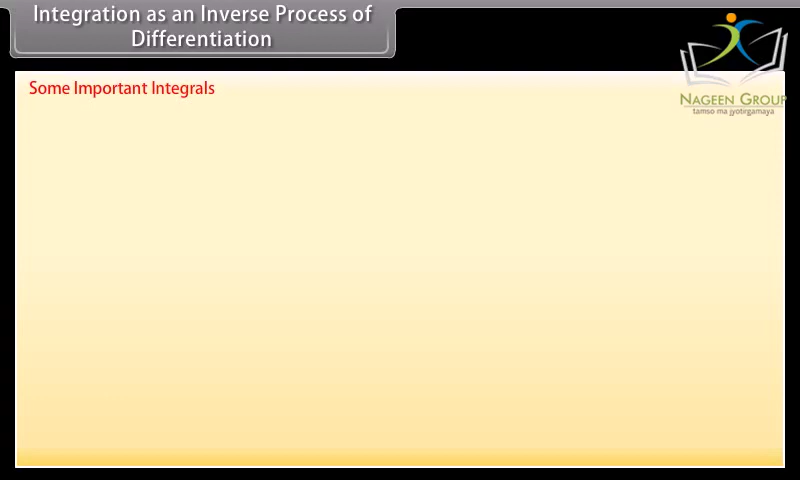 Integration as an Inverse Process of
Differentiation
Some Important Integrals
NAGEEN GROUP
tamso ma jyotirgamaya